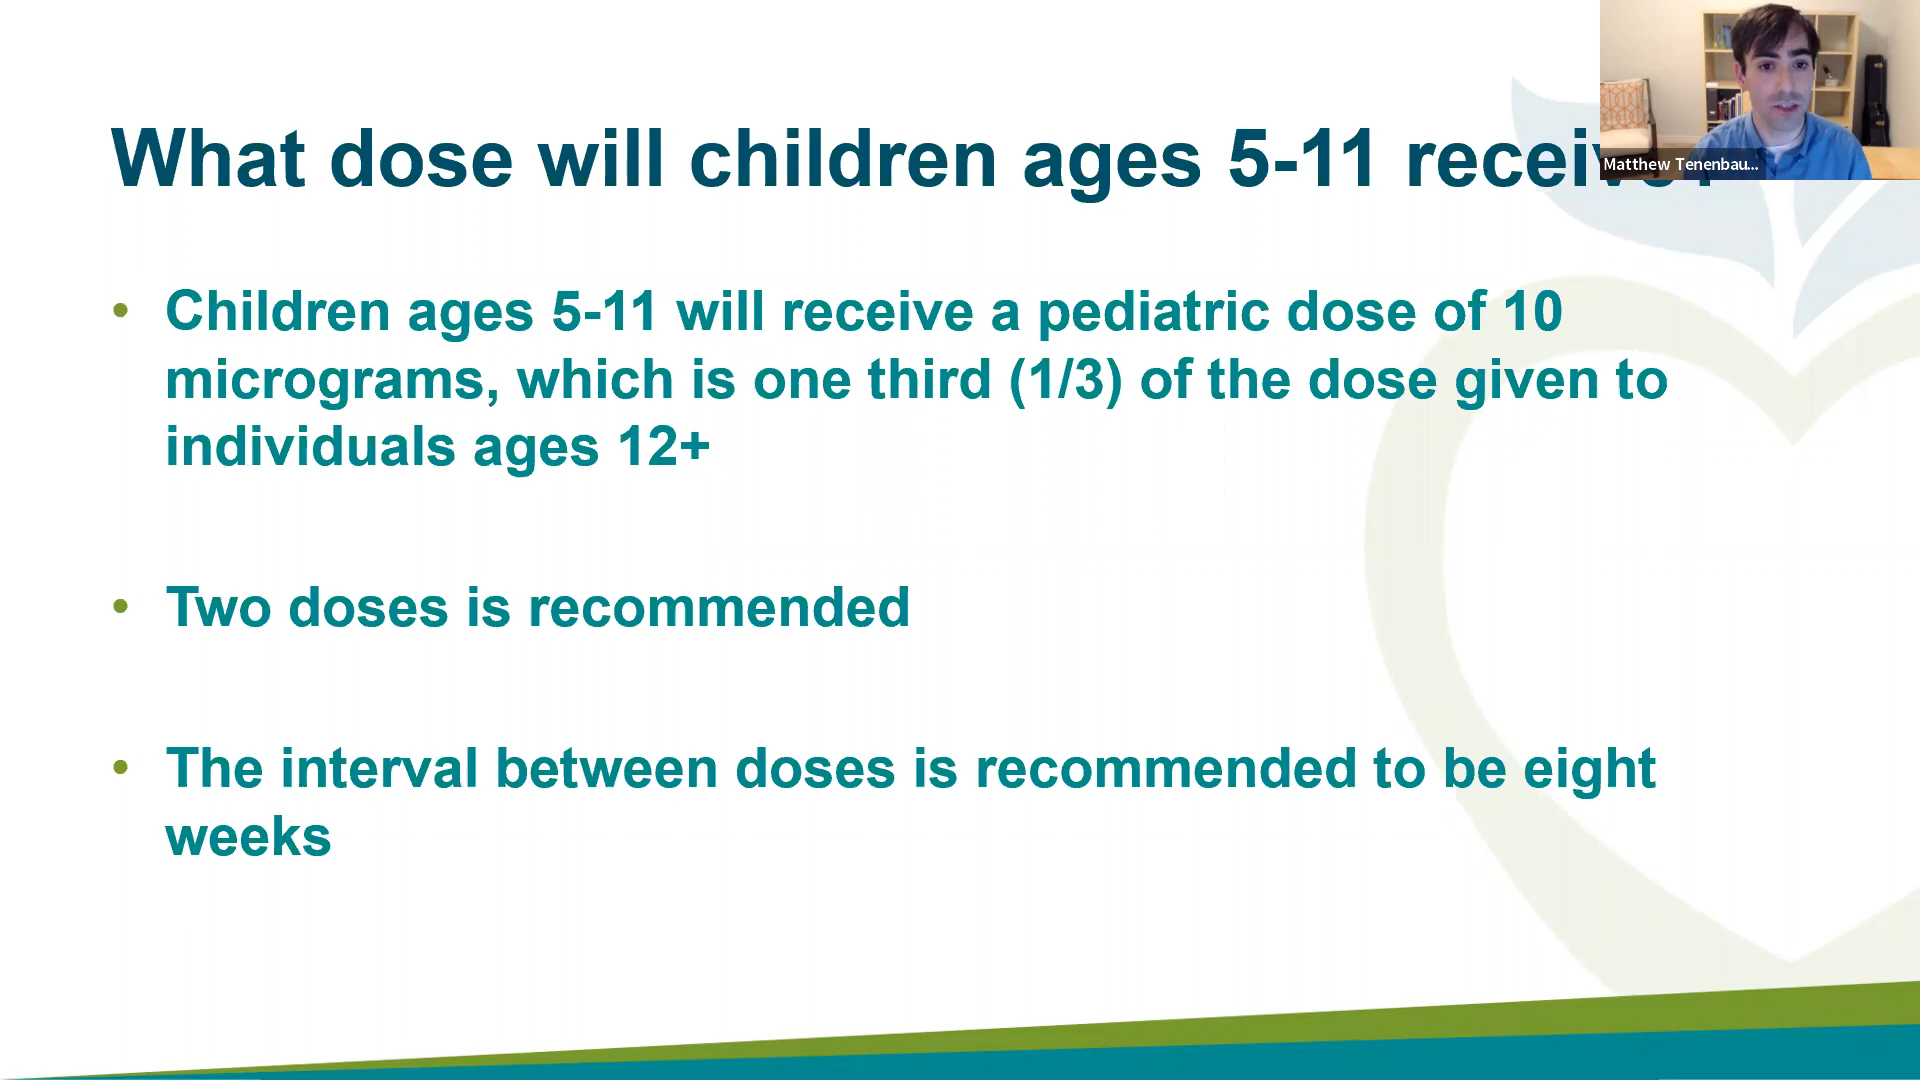 What dose will children ages 5-11 receive?
Matthew Tenenbau...
• Children ages 5-11 will receive a pediatric dose of 10
micrograms, which is one third (1/3) of the dose given to
individuals ages 12+
• Two doses is recommended
• The interval between doses is recommended to be eight
weeks